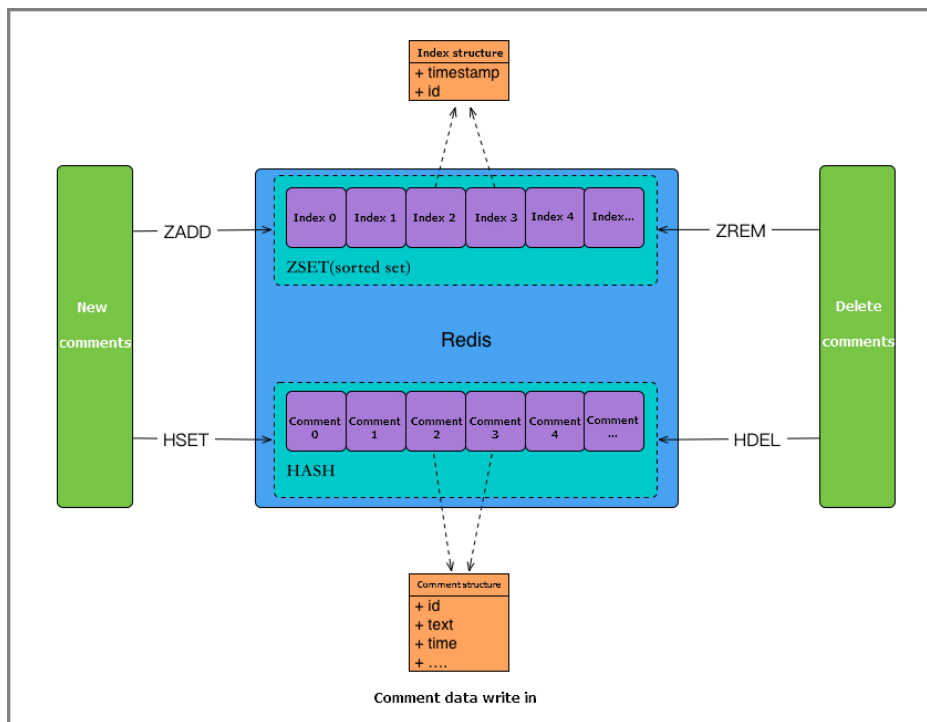 Index structure
+ timestamp
+ id
Index 0 Index 1 Index 2 Index 3 Index 4 Index...
ZADD
ZREM
ZSET(sorted set)
New
comments
Delete
comments
Redis
Comment
0
Comment
1
Comment
2
Comment
3
Comment
4
Comment
...
HSET
HDEL
HASH
Comment structure
+ id
+ text
+ time
+ ....
Comment data write in